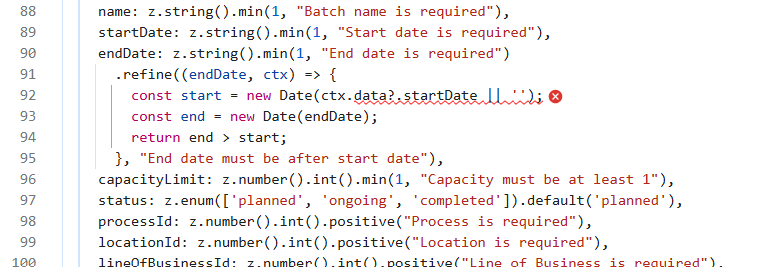 88 name: z.string().min(1, "Batch name is required"),
89 startDate: z.string().min(1, "Start date is required"),
90 endDate: z.string().min(1, "End date is required")
91 .refine((endDate, ctx) => {
92 const start = new Date(ctx.data?.startDate || '');
93 const end = new Date(endDate);
94 return end > start;
95 }, "End date must be after start date"),
96 capacityLimit: z.number().int().min(1, "Capacity must be at least 1"),
97 status: z.enum(['planned', 'ongoing', 'completed']).default('planned'),
98 processId: z.number().int().positive("Process is required"),
99 locationId: z.number().int().positive("Location is required"),
100 lineOfBusinessId: z.number().int().positive("Line of Business is required"),